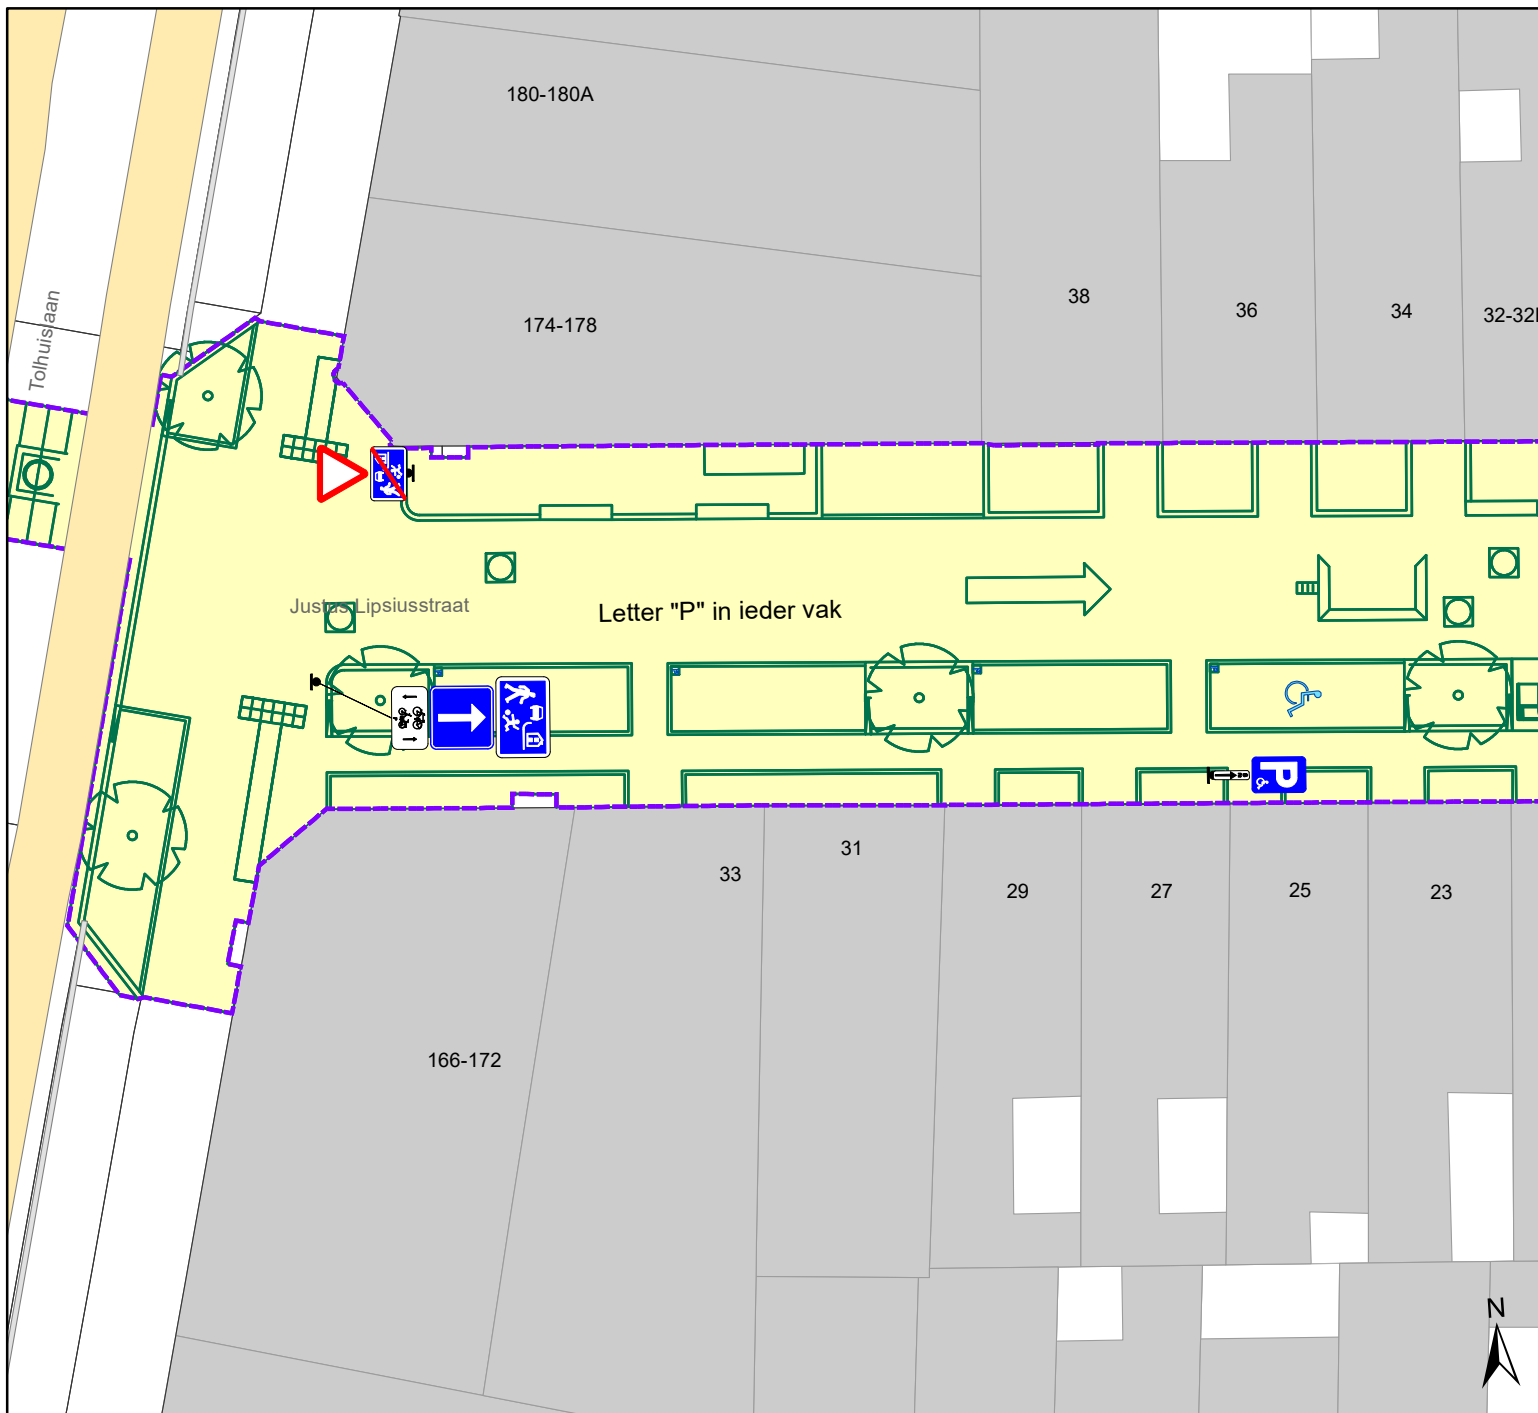 180-180A
38
36
34
32-32
174-178
Tolhuislaan
Justus Lipsiusstraat
Letter "P" in ieder vak
P
33
31
29
27
25
23
166-172
N